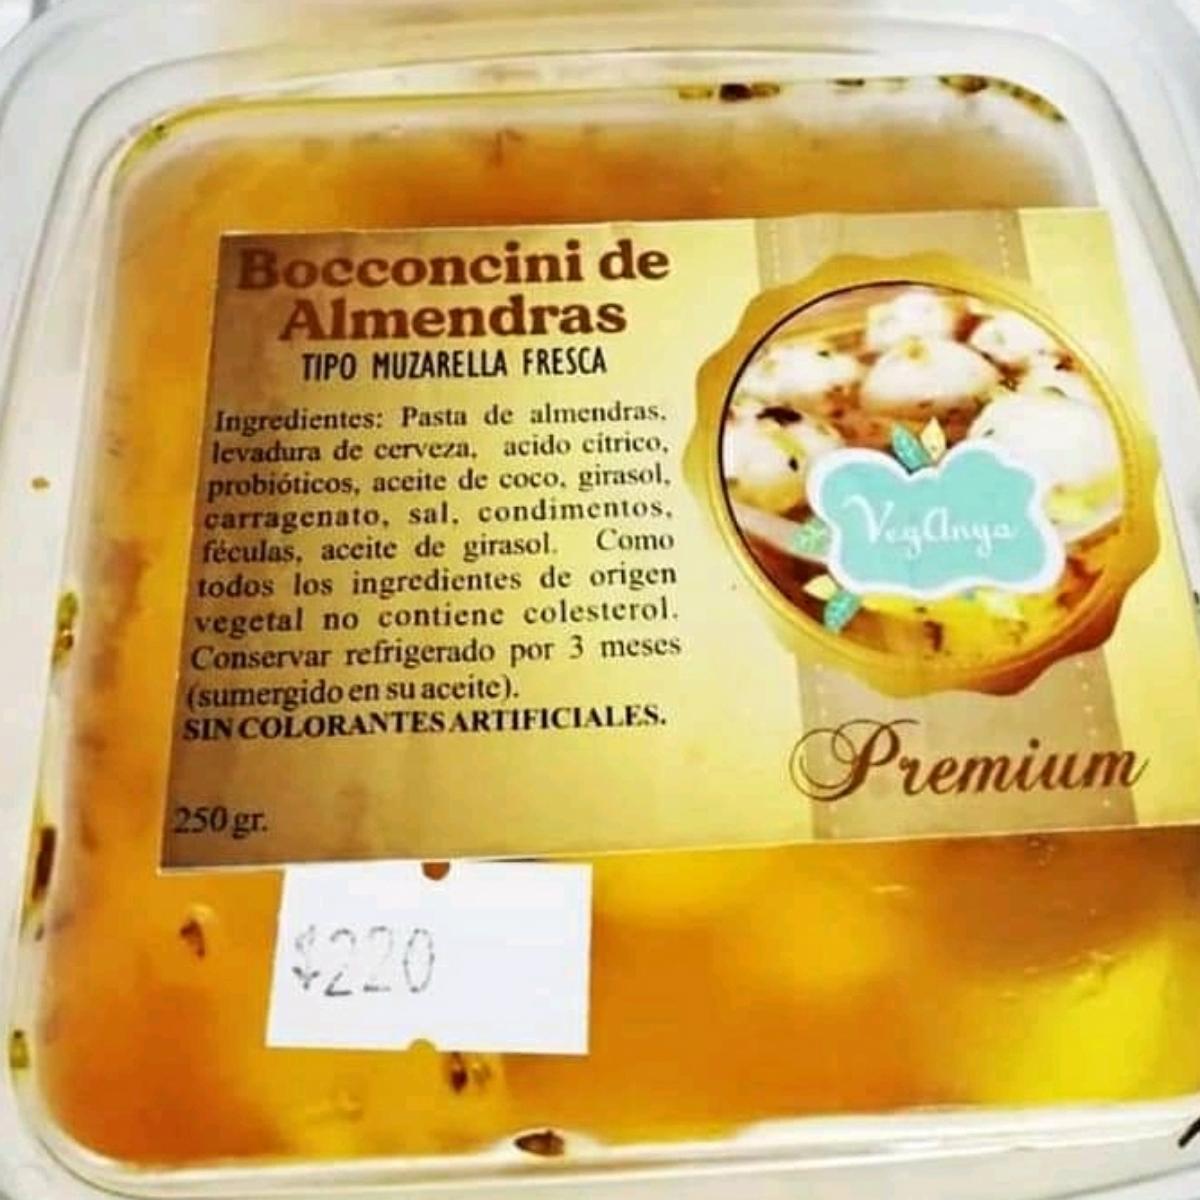 Bocconcini de
Almendras
TIPO MUZARELLA FRESCA
Ingredientes: Pasta de almendras,
levadura de cerveza, acido cítrico,
probióticos, aceite de coco, girasol,
carragenato, sal, condimentos,
féculas, aceite de girasol. Como
todos los ingredientes de origen
vegetal no contiene colesterol.
Conservar refrigerado por 3 meses
(sumergido en su aceite).
SIN COLORANTES ARTIFICIALES.
250 gr.
VegAnya
Premium
$220